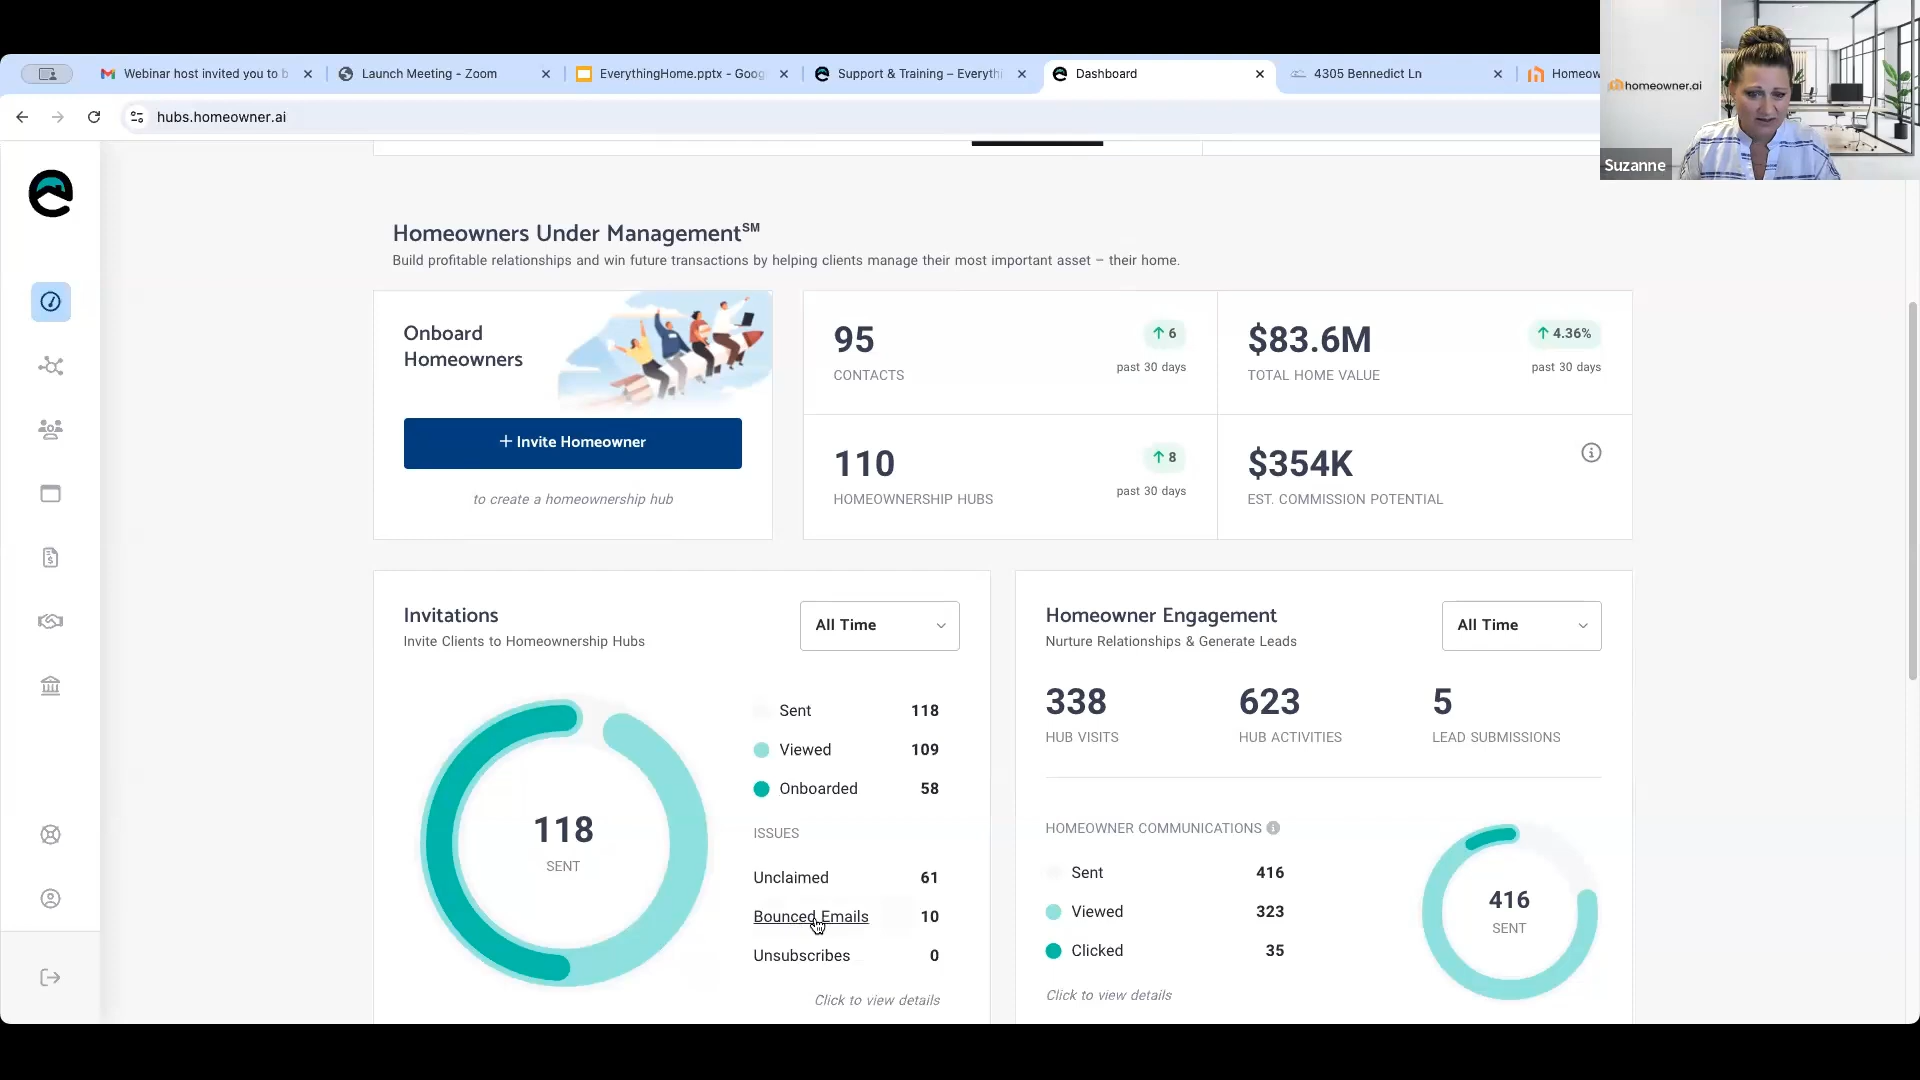 Webinar host invited you to b
Launch Meeting - Zoom
EverythingHome.pptx - Goog
Support & Training – Everythi
Dashboard
4305 Bennedict Ln
Homeow
hubs.homeowner.ai
homeowner.ai
Suzanne
Homeowners Under Management℠
Build profitable relationships and win future transactions by helping clients manage their most important asset – their home.
Onboard
Homeowners
+ Invite Homeowner
to create a homeownership hub
95
CONTACTS
↑ 6
past 30 days
$83.6M
TOTAL HOME VALUE
↑ 4.36%
past 30 days
110
HOMEOWNERSHIP HUBS
↑ 8
past 30 days
$354K
EST. COMMISSION POTENTIAL
Invitations
Invite Clients to Homeownership Hubs
All Time
118
SENT
Sent 118
Viewed 109
Onboarded 58
ISSUES
Unclaimed 61
Bounced Emails 10
Unsubscribes 0
Click to view details
Homeowner Engagement
Nurture Relationships & Generate Leads
All Time
338
HUB VISITS
623
HUB ACTIVITIES
5
LEAD SUBMISSIONS
HOMEOWNER COMMUNICATIONS
Sent 416
Viewed 323
Clicked 35
Click to view details
416
SENT